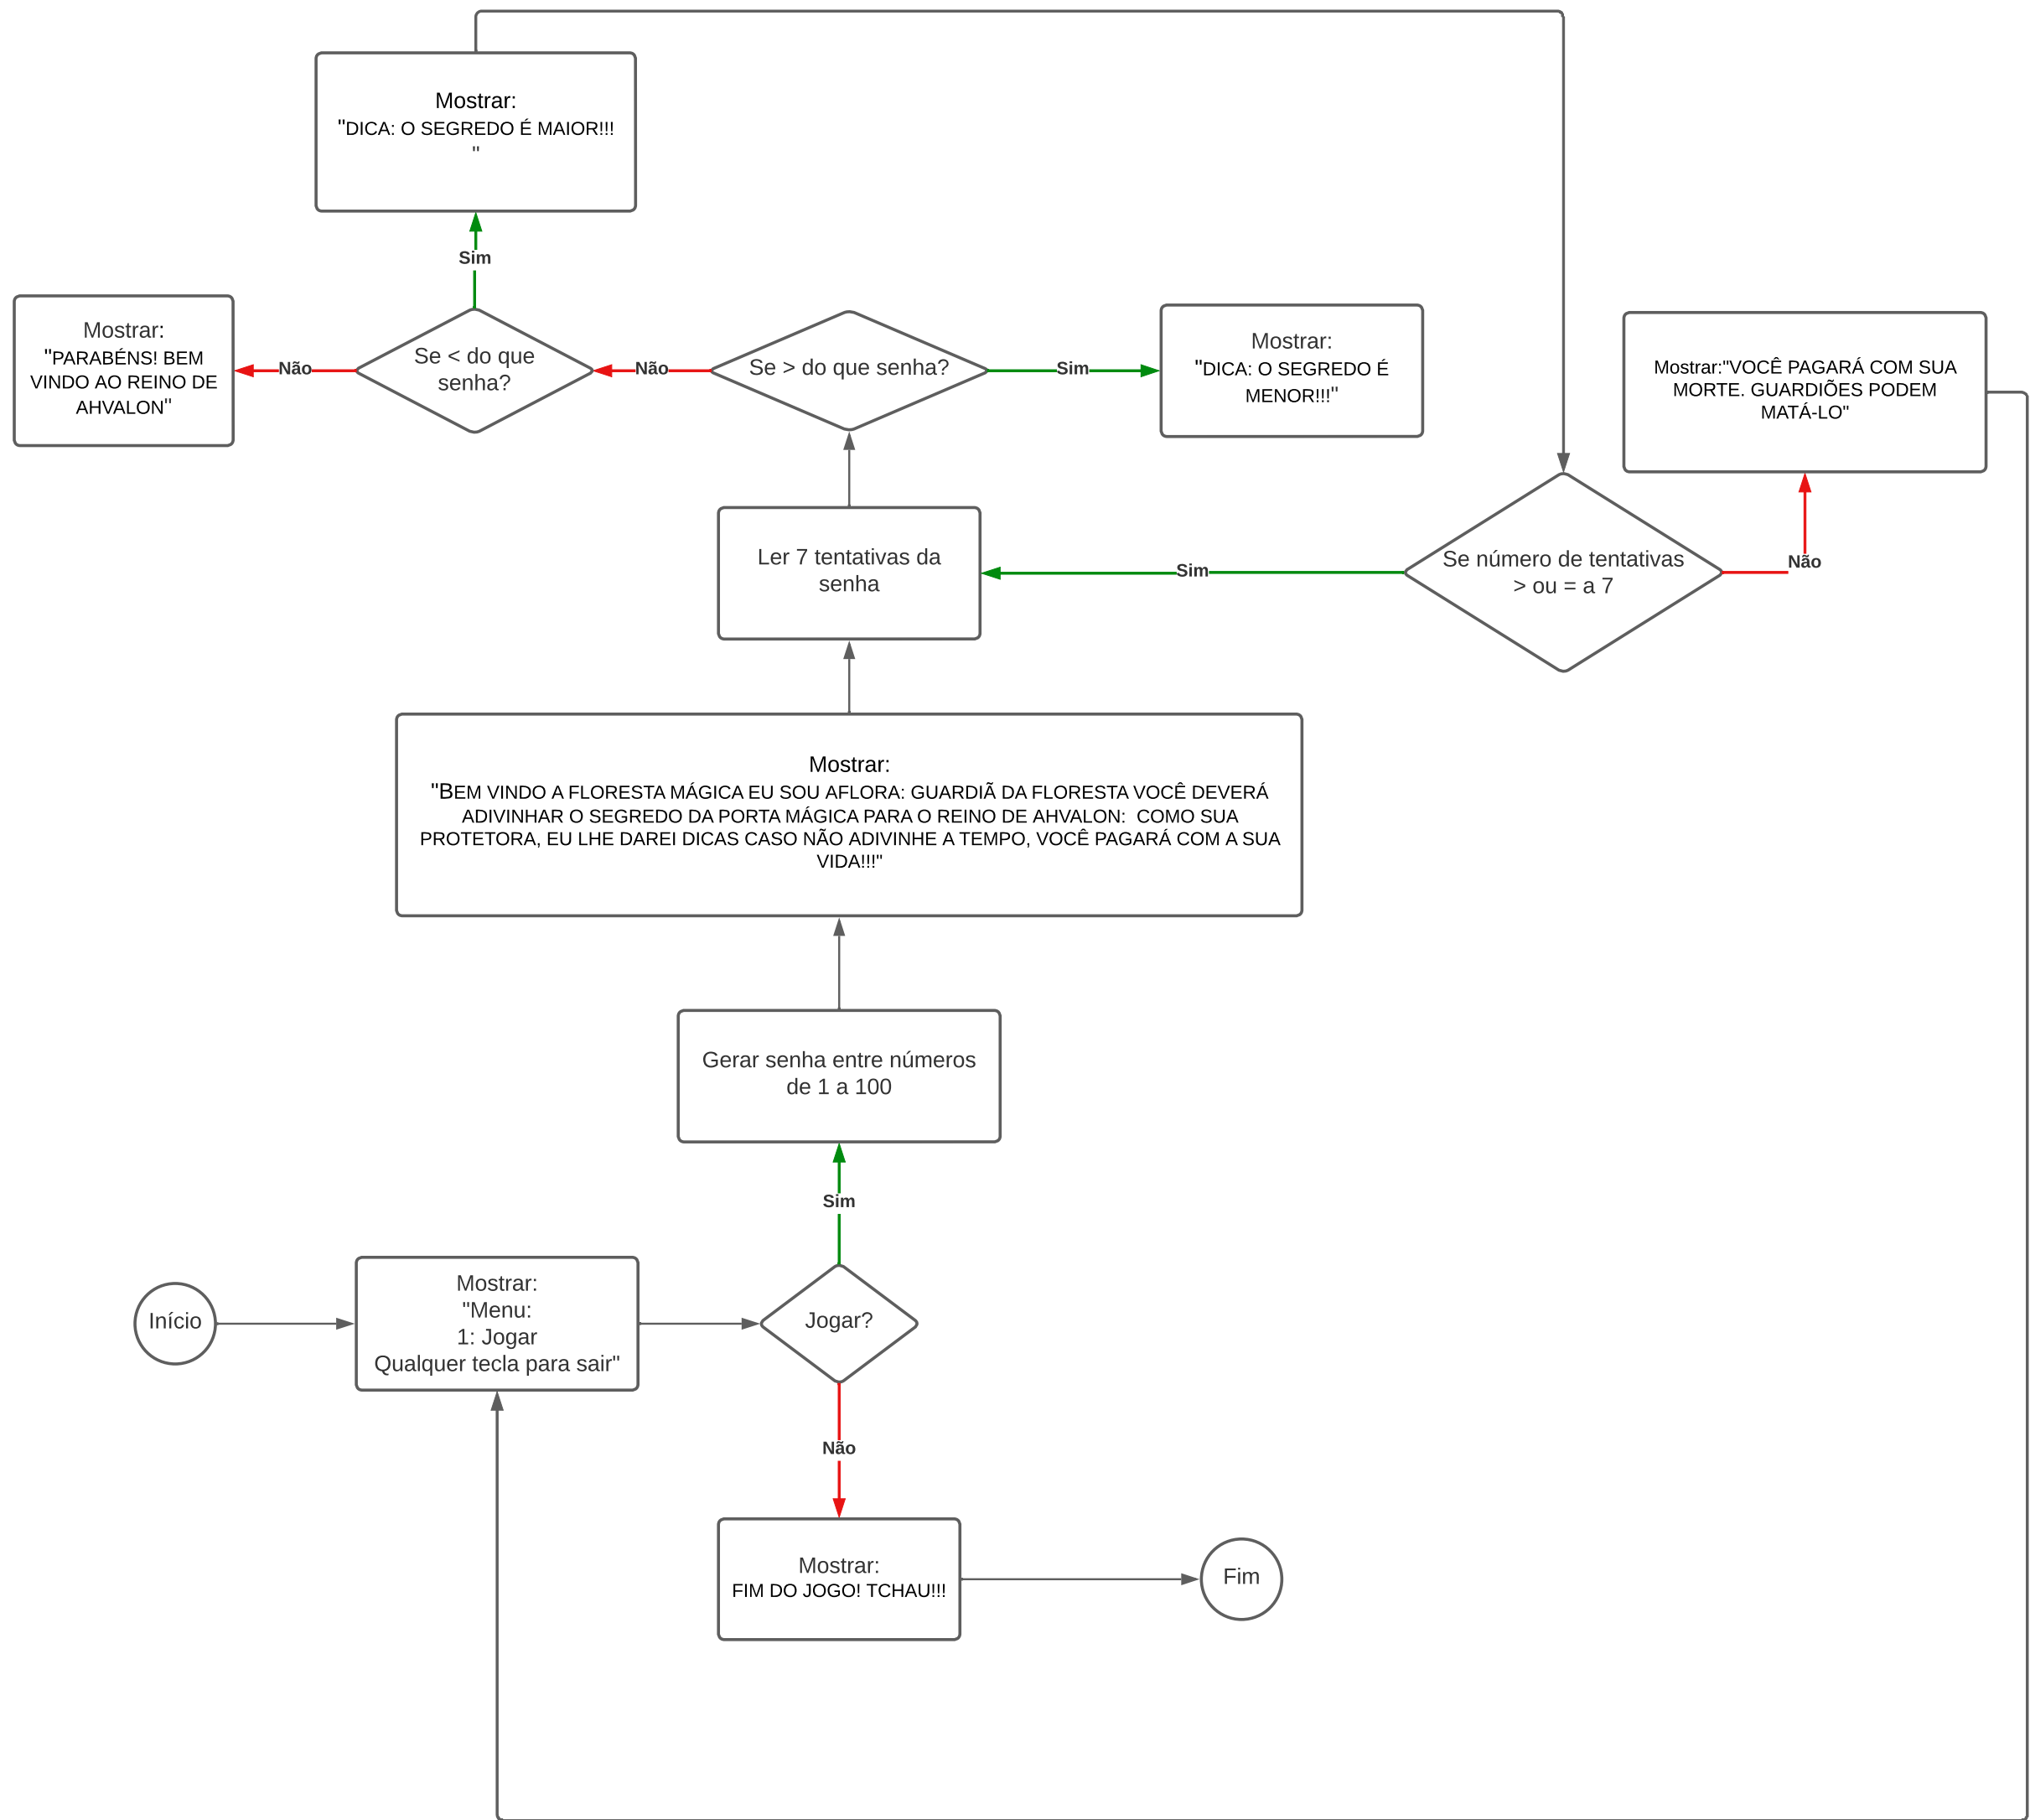 Mostrar:
"DICA: O SEGREDO É MAIOR!!!
"
Sim
Mostrar:
"PARABÉNS! BEM
VINDO AO REINO DE
AHVALON"
Não
Se < do que
senha?
Não
Se > do que senha?
Sim
Mostrar:
"DICA: O SEGREDO É
MENOR!!!"
Mostrar:"VOCÊ PAGARÁ COM SUA
MORTE. GUARDIÕES PODEM
MATÁ-LO"
Ler 7 tentativas da
senha
Sim
Se número de tentativas
> ou = a 7
Não
Mostrar:
"BEM VINDO A FLORESTA MÁGICA EU SOU AFLORA: GUARDIÃ DA FLORESTA VOCÊ DEVERÁ
ADIVINHAR O SEGREDO DA PORTA MÁGICA PARA O REINO DE AHVALON:  COMO SUA
PROTETORA, EU LHE DAREI DICAS CASO NÃO ADIVINHE A TEMPO, VOCÊ PAGARÁ COM A SUA
VIDA!!!"
Gerar senha entre números
de 1 a 100
Sim
Início
Mostrar:
"Menu:
1: Jogar
Qualquer tecla para sair"
Jogar?
Não
Mostrar:
FIM DO JOGO! TCHAU!!!
Fim